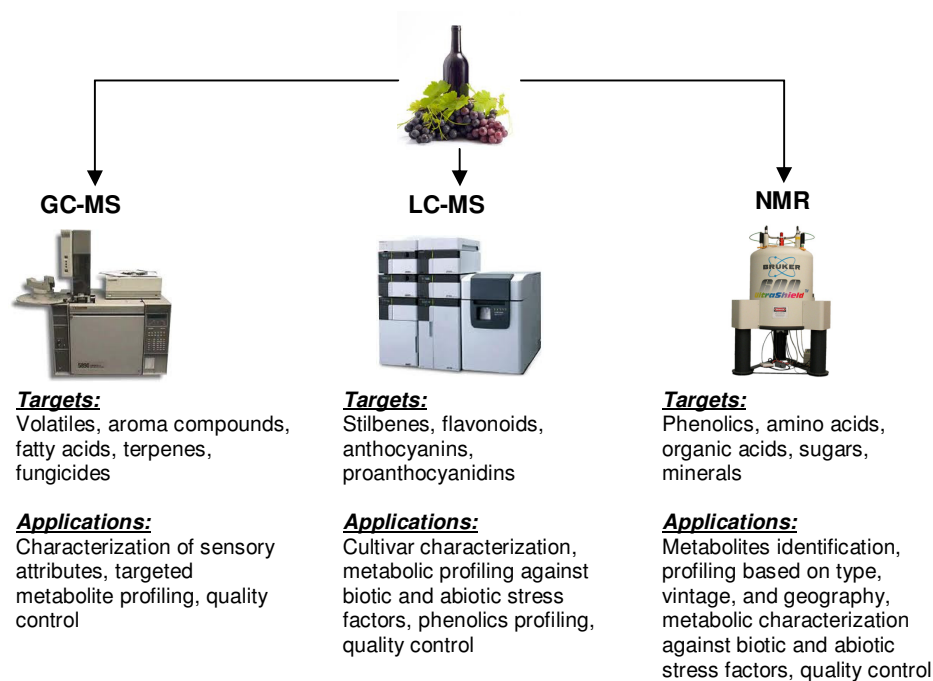 GC-MS
LC-MS
NMR
BRUKER
600
UltraShield
5890
Targets:
Volatiles, aroma compounds,
fatty acids, terpenes,
fungicides
Applications:
Characterization of sensory
attributes, targeted
metabolite profiling, quality
control
Targets:
Stilbenes, flavonoids,
anthocyanins,
proanthocyanidins
Applications:
Cultivar characterization,
metabolic profiling against
biotic and abiotic stress
factors, phenolics profiling,
quality control
Targets:
Phenolics, amino acids,
organic acids, sugars,
minerals
Applications:
Metabolites identification,
profiling based on type,
vintage, and geography,
metabolic characterization
against biotic and abiotic
stress factors, quality control